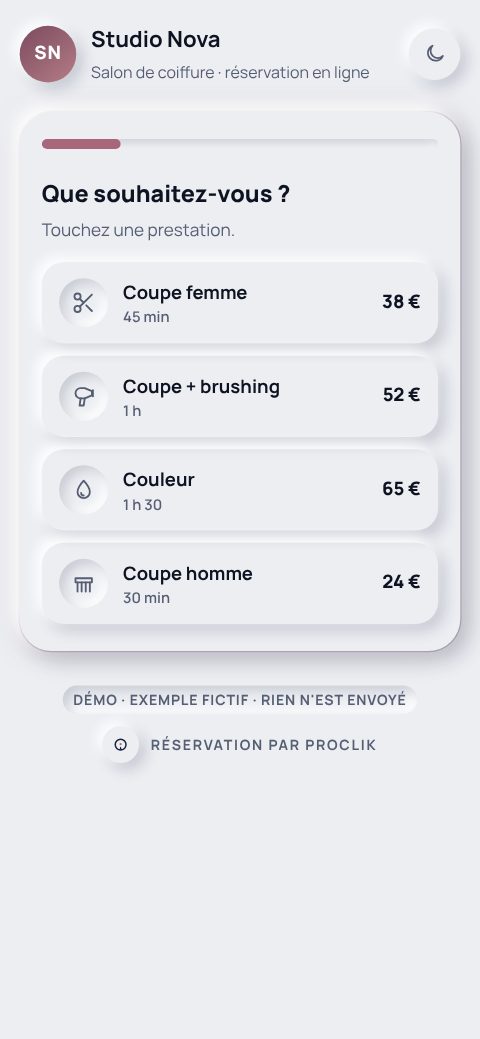 SN
Studio Nova
Salon de coiffure · réservation en ligne
Que souhaitez-vous ?
Touchez une prestation.
Coupe femme
38 €
45 min
Coupe + brushing
52 €
1 h
Couleur
65 €
1 h 30
Coupe homme
24 €
30 min
DÉMO · EXEMPLE FICTIF · RIEN N'EST ENVOYÉ
RÉSERVATION PAR PROCLIK